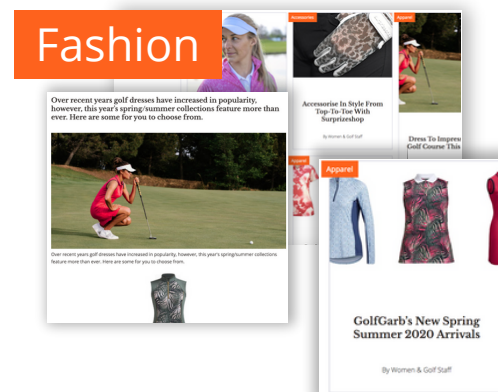 Fashion
Accessories
Apparel
Accessorise In Style From
Top-To-Toe With
Surprizeshop
By Women & Golf Staff
Dress To Impress
Golf Course This
Over recent years golf dresses have increased in popularity,
however, this year's spring/summer collections feature more than
ever. Here are some for you to choose from.
Over recent years golf dresses have increased in popularity, however, this year's spring/summer collections
feature more than ever. Here are some for you to choose from.
Apparel
Apparel
GolfGarb's New Spring
Summer 2020 Arrivals
By Women & Golf Staff